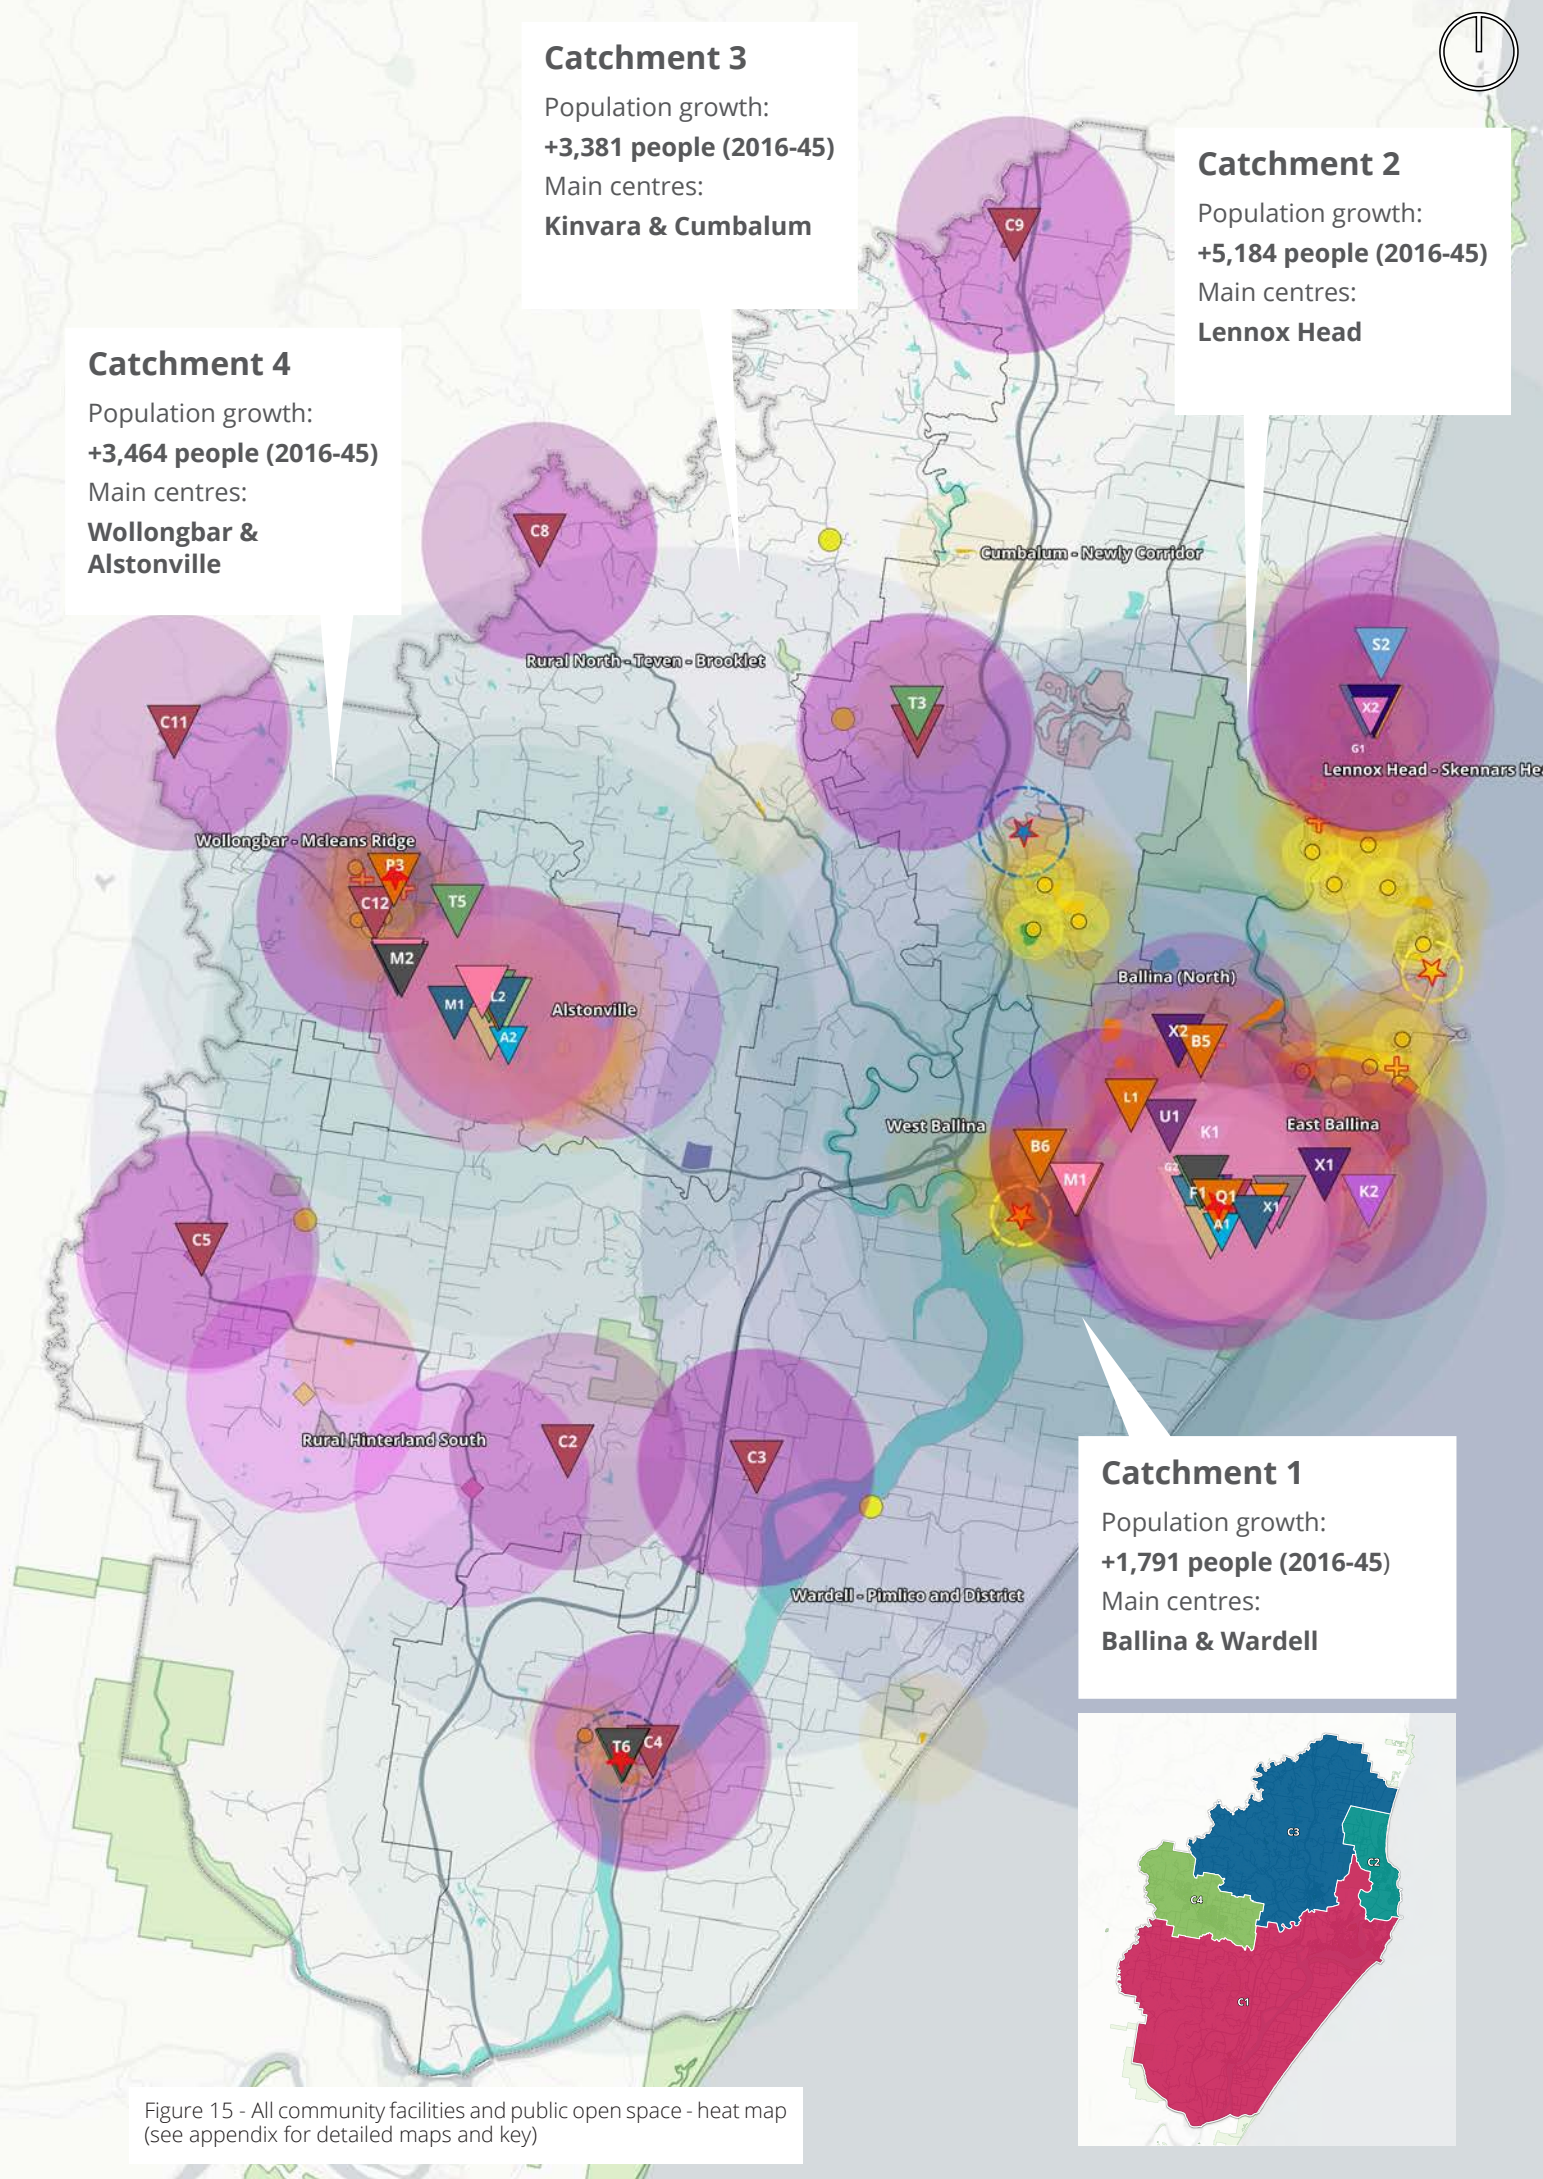 Catchment 3
Population growth:
+3,381 people (2016-45)
Main centres:
Kinvara & Cumbalum
Catchment 2
Population growth:
+5,184 people (2016-45)
Main centres:
Lennox Head
Catchment 4
Population growth:
+3,464 people (2016-45)
Main centres:
Wollongbar &
Alstonville
C9
C8
Cumbalum - Newly Corridor
Rural North - Teven - Brooklet
S2
T3
X2
G1
C11
Lennox Head - Skennars He
Wollongbar - Mcleans Ridge
P3
C12
T5
M2
M1
L2
A2
Alstonville
Ballina (North)
X2
B5
L1
U1
K1
West Ballina
East Ballina
B6
M1
G2
F1
Q1
A1
X1
X1
K2
C5
Rural Hinterland South
C2
C3
Wardell - Pimlico and District
T6
C4
Catchment 1
Population growth:
+1,791 people (2016-45)
Main centres:
Ballina & Wardell
C3
C2
C4
C1
Figure 15 - All community facilities and public open space - heat map
(see appendix for detailed maps and key)